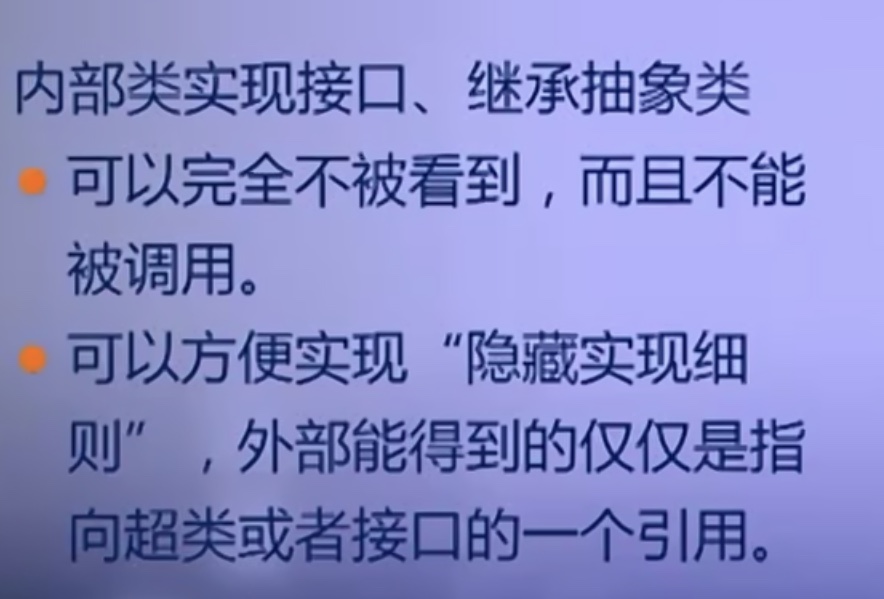 内部类实现接口、继承抽象类
可以完全不被看到，而且不能
被调用。
可以方便实现“隐藏实现细
则”，外部能得到的仅仅是指
向超类或者接口的一个引用。